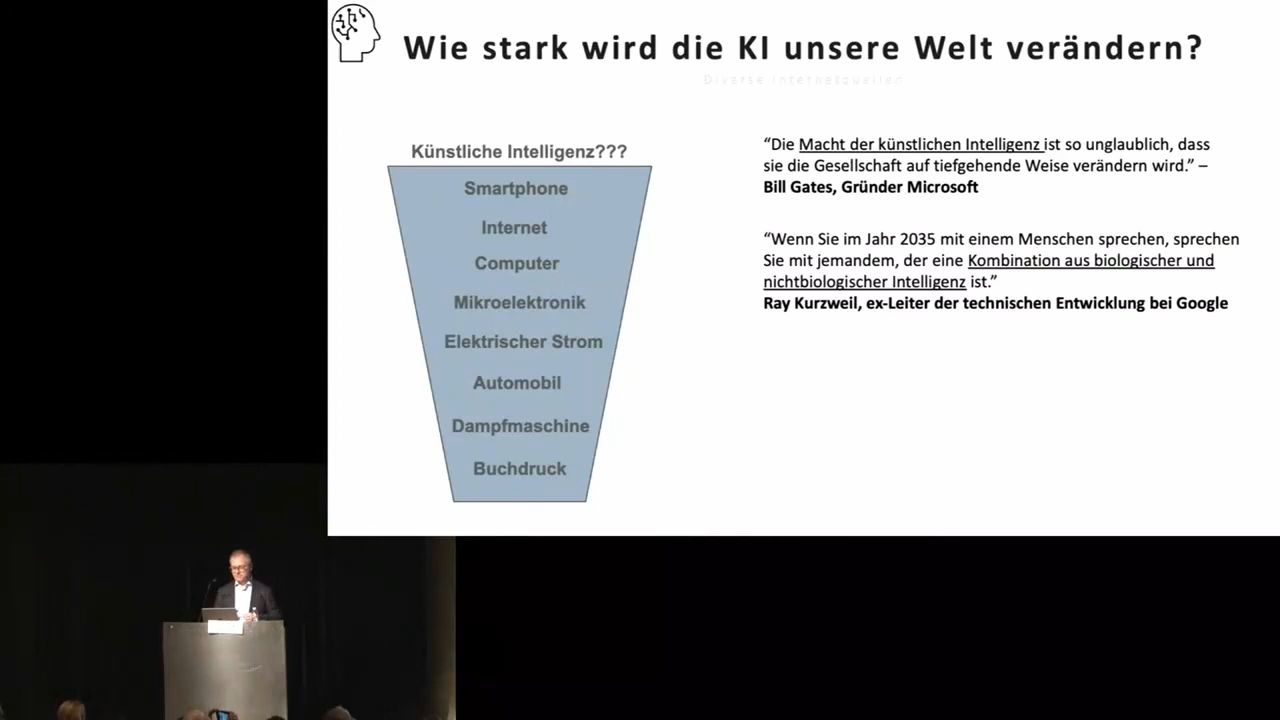 Wie stark wird die KI unsere Welt verändern?
Diverse Internetquellen
Künstliche Intelligenz???
Smartphone
Internet
Computer
Mikroelektronik
Elektrischer Strom
Automobil
Dampfmaschine
Buchdruck
“Die Macht der künstlichen Intelligenz ist so unglaublich, dass
sie die Gesellschaft auf tiefgehende Weise verändern wird.” –
Bill Gates, Gründer Microsoft
“Wenn Sie im Jahr 2035 mit einem Menschen sprechen, sprechen
Sie mit jemandem, der eine Kombination aus biologischer und
nichtbiologischer Intelligenz ist.”
Ray Kurzweil, ex-Leiter der technischen Entwicklung bei Google